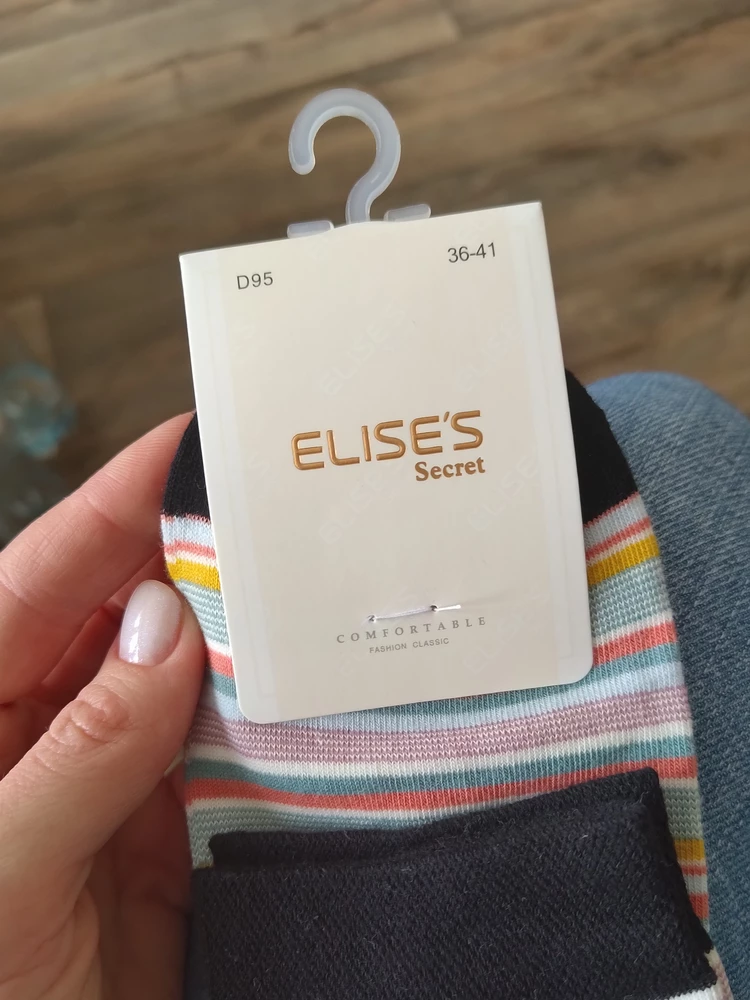 D95
36-41
ELISE'S
Secret
COMFORTABLE
FASHION CLASSIC